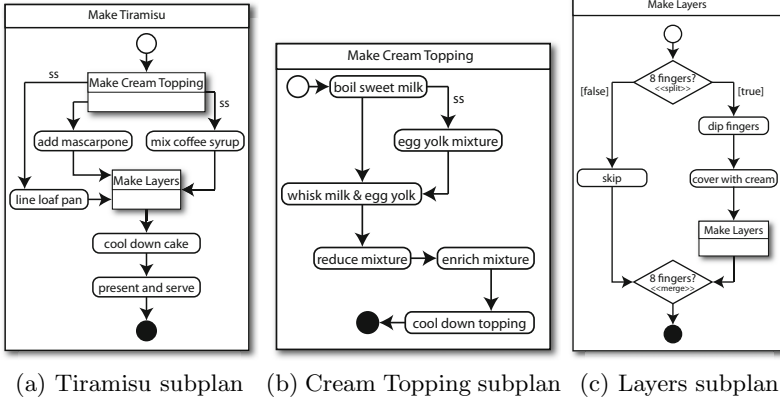 Make Tiramisu
ss
Make Cream Topping
ss
add mascarpone
mix coffee syrup
Make Layers
line loaf pan
cool down cake
present and serve
Make Cream Topping
boil sweet milk
ss
egg yolk mixture
whisk milk & egg yolk
reduce mixture
enrich mixture
cool down topping
Make Layers
8 fingers?
<<split>>
[false]
[true]
dip fingers
skip
cover with cream
Make Layers
8 fingers?
<<merge>>
(a) Tiramisu subplan
(b) Cream Topping subplan
(c) Layers subplan